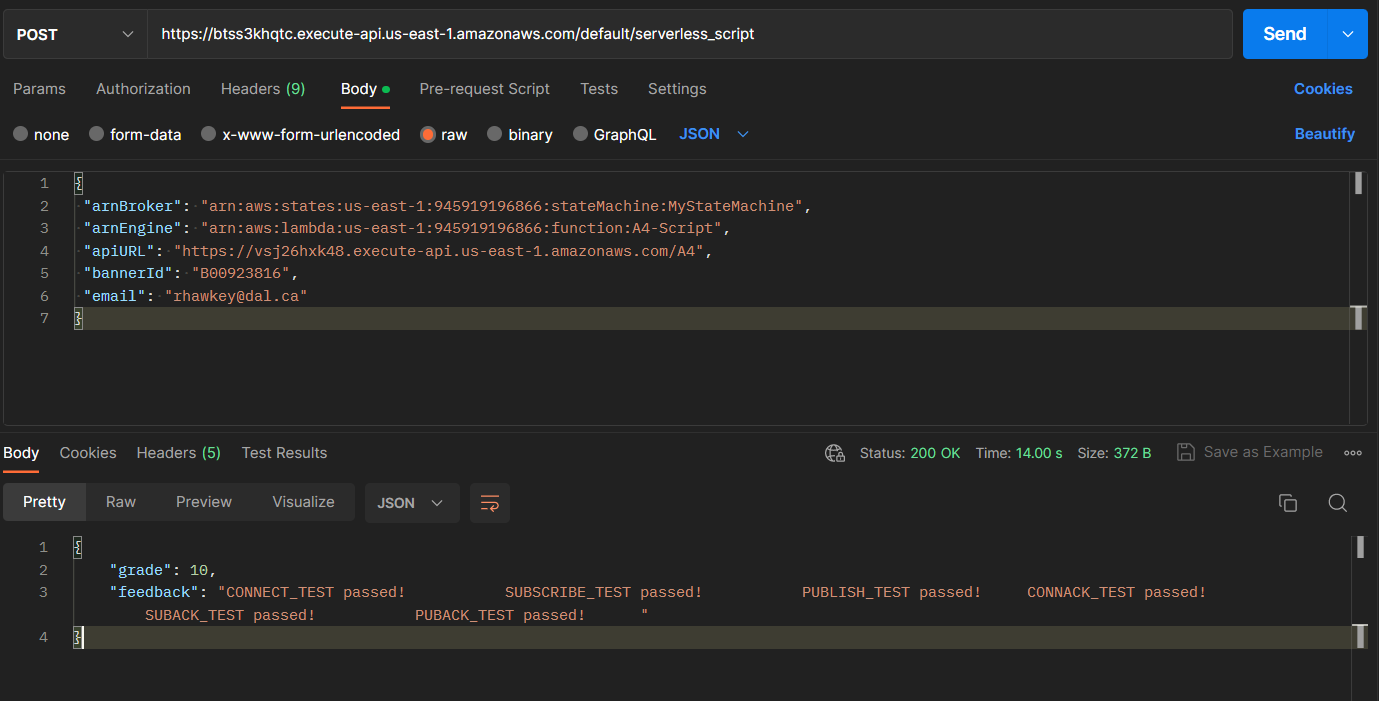 POST https://btss3khqtc.execute-api.us-east-1.amazonaws.com/default/serverless_script Send
Params Authorization Headers (9) Body Pre-request Script Tests Settings Cookies
none form-data x-www-form-urlencoded raw binary GraphQL JSON Beautify
1 {
2 "arnBroker": "arn:aws:states:us-east-1:945919196866:stateMachine:MyStateMachine",
3 "arnEngine": "arn:aws:lambda:us-east-1:945919196866:function:A4-Script",
4 "apiURL": "https://vsj26hxk48.execute-api.us-east-1.amazonaws.com/A4",
5 "bannerId": "B00923816",
6 "email": "rhawkey@dal.ca"
7 }
Body Cookies Headers (5) Test Results Status: 200 OK Time: 14.00 s Size: 372 B Save as Example
Pretty Raw Preview Visualize JSON
1 {
2 "grade": 10,
3 "feedback": "CONNECT_TEST passed! SUBSCRIBE_TEST passed! PUBLISH_TEST passed! CONNACK_TEST passed!
SUBACK_TEST passed! PUBACK_TEST passed! "
4 }